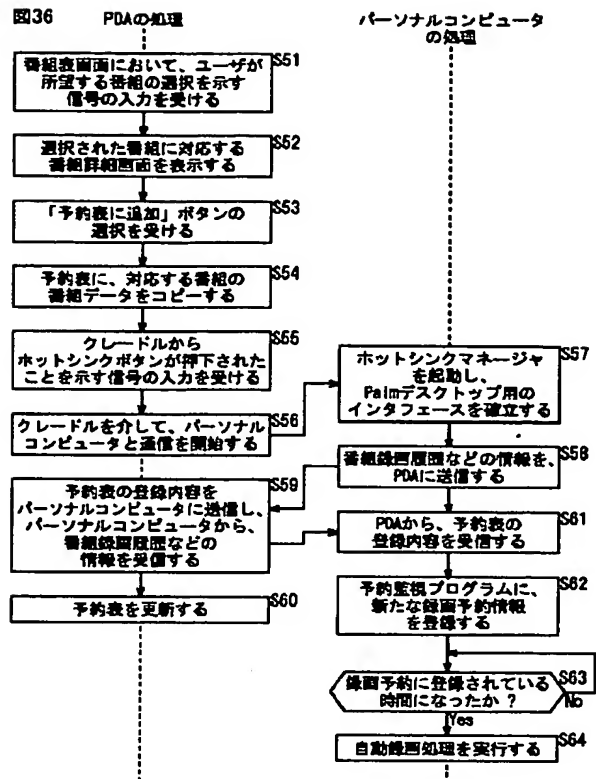 図36
PDAの処理
パーソナルコンピュータ
の処理
番組表画面において、ユーザが
所望する番組の選択を示す
信号の入力を受ける
S51
選択された番組に対応する
番組詳細画面を表示する
S52
「予約表に追加」ボタンの
選択を受ける
S53
予約表に、対応する番組の
番組データをコピーする
S54
クレードルから
ホットシンクボタンが押下された
ことを示す信号の入力を受ける
S55
クレードルを介して、パーソナル
コンピュータと通信を開始する
S56
ホットシンクマネージャ
を起動し、
Palmデスクトップ用の
インタフェースを確立する
S57
番組録画履歴などの情報を、
PDAに送信する
S58
予約表の登録内容を
パーソナルコンピュータに送信し、
パーソナルコンピュータから、
番組録画履歴などの
情報を受信する
S59
予約表を更新する
S60
PDAから、予約表の
登録内容を受信する
S61
予約監視プログラムに、
新たな録画予約情報
を登録する
S62
録画予約に登録されている
時間になったか?
S63
No
Yes
自動録画処理を実行する
S64